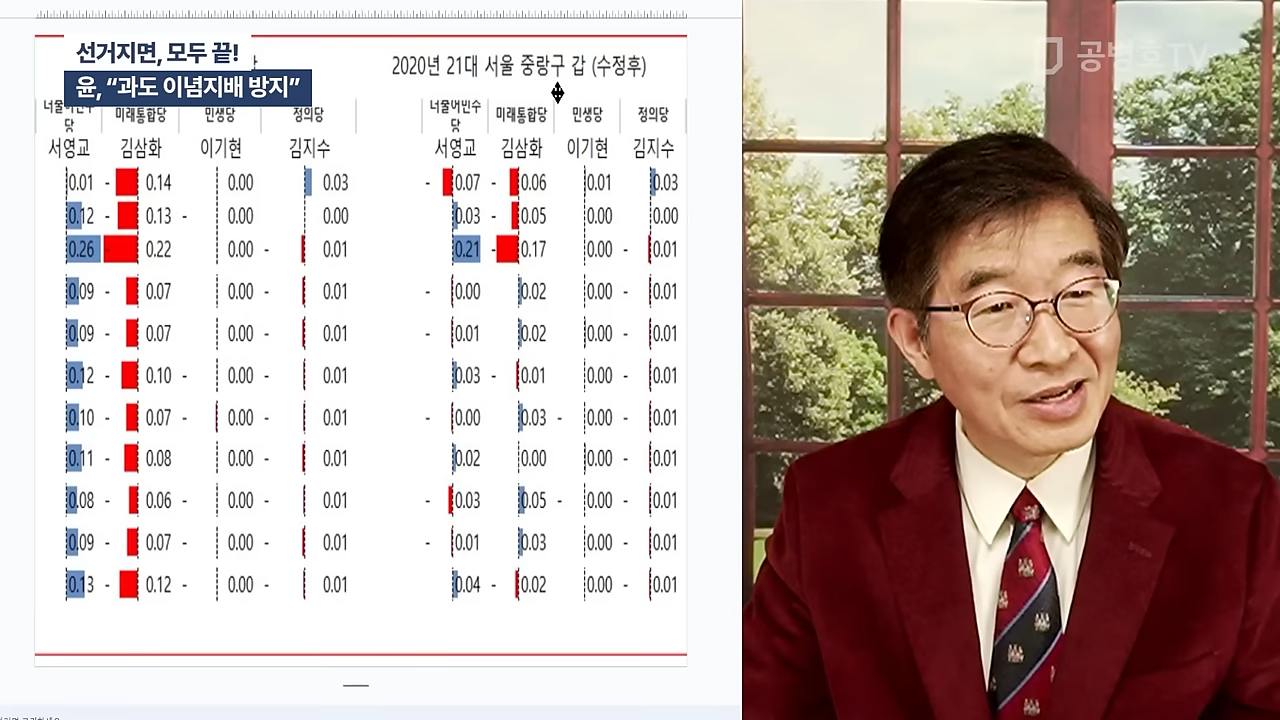 선거지면, 모두 끝!
윤, “과도 이념지배 방지”
2020년 21대 서울 중랑구 갑 (수정후)
공병호TV
미래통합당 민생당 정의당 더불어민주당 미래통합당 민생당 정의당
서영교 김삼화 이기현 김지수 서영교 김삼화 이기현 김지수
0.01 - 0.14 0.00 0.03 - 0.07 - 0.06 0.01 0.03
0.12 - 0.13 - 0.00 0.00 0.03 - 0.05 0.00 0.00
0.26 - 0.22 0.00 - 0.01 0.21 - 0.17 0.00 - 0.01
0.09 - 0.07 0.00 - 0.01 - 0.00 0.02 0.00 - 0.01
0.09 - 0.07 0.00 - 0.01 - 0.01 0.02 0.00 - 0.01
0.12 - 0.10 - 0.00 - 0.01 0.03 - 0.01 0.00 - 0.01
0.10 - 0.07 - 0.00 - 0.01 - 0.00 0.03 - 0.00 - 0.01
0.11 - 0.08 0.00 - 0.01 0.02 0.00 0.00 - 0.01
0.08 - 0.06 - 0.00 - 0.01 - 0.03 0.05 - 0.00 - 0.01
0.09 - 0.07 - 0.00 - 0.01 - 0.01 0.03 0.00 - 0.01
0.13 - 0.12 - 0.00 - 0.01 0.04 - 0.02 0.00 - 0.01